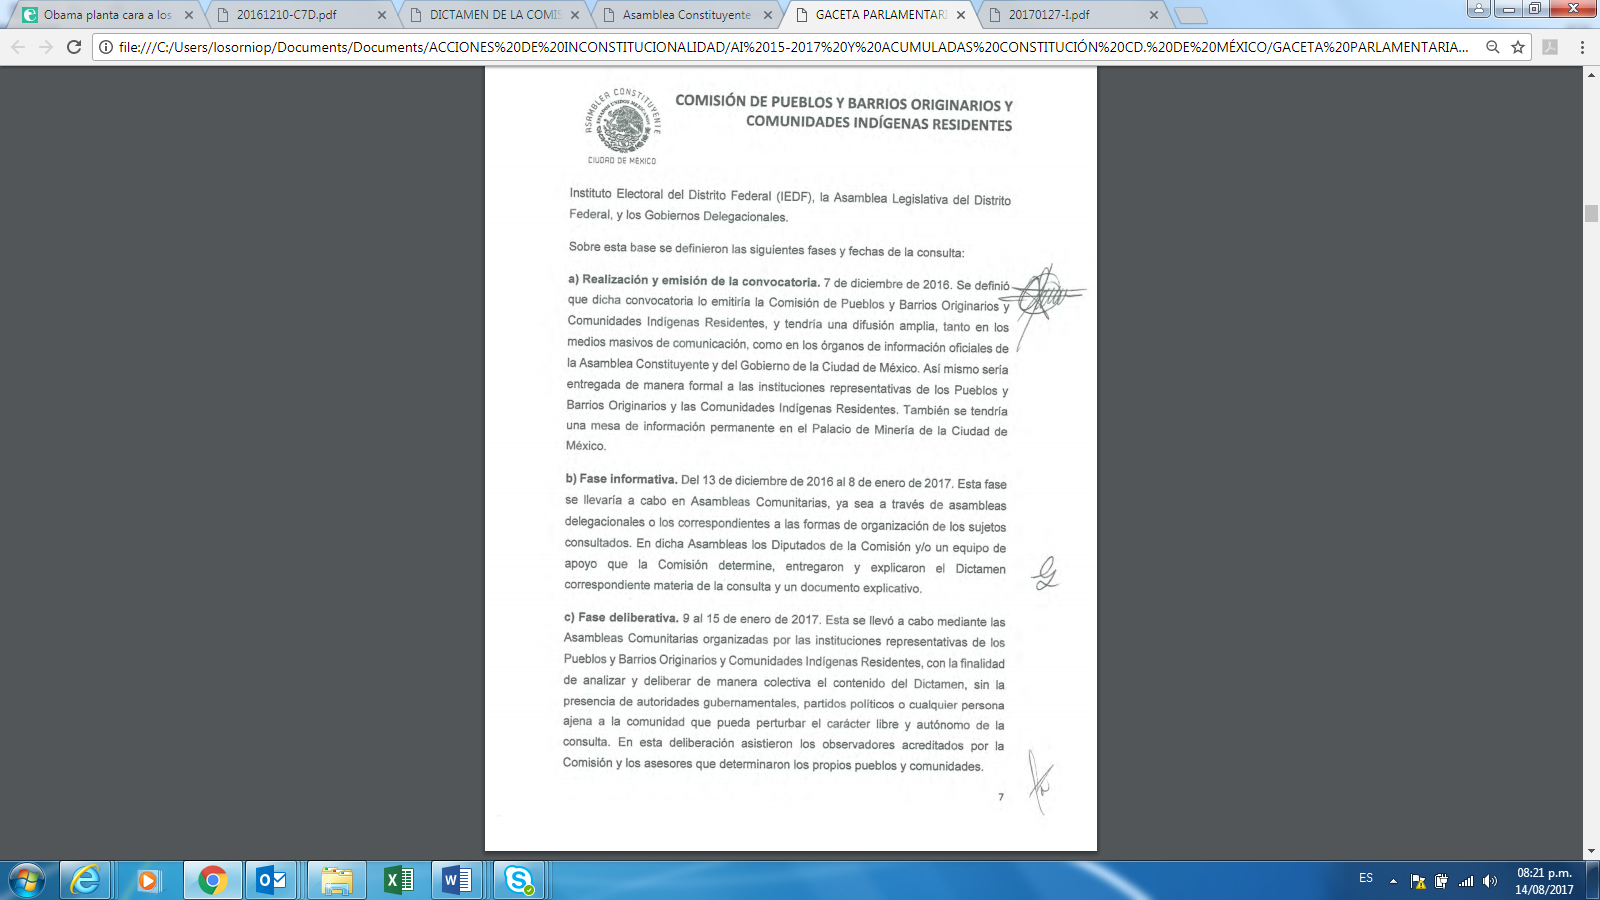 Obama planta cara a los
20161210-C7D.pdf
DICTAMEN DE LA COMIS
Asamblea Constituyente
GACETA PARLAMENTARI
20170127-I.pdf
file:///C:/Users/losorniop/Documents/Documents/ACCIONES%20DE%20INCONSTITUCIONALIDAD/AI%2015-2017%20Y%20ACUMULADAS%20CONSTITUCIÓN%20CD.%20DE%20MÉXICO/GACETA%20PARLAMENTARIA...
ASAMBLEA CONSTITUYENTE
ESTADOS UNIDOS MEXICANOS
CIUDAD DE MÉXICO
COMISIÓN DE PUEBLOS Y BARRIOS ORIGINARIOS Y
COMUNIDADES INDÍGENAS RESIDENTES
Instituto Electoral del Distrito Federal (IEDF), la Asamblea Legislativa del Distrito
Federal, y los Gobiernos Delegacionales.
Sobre esta base se definieron las siguientes fases y fechas de la consulta:
a) Realización y emisión de la convocatoria. 7 de diciembre de 2016. Se definió
que dicha convocatoria lo emitiría la Comisión de Pueblos y Barrios Originarios y
Comunidades Indígenas Residentes, y tendría una difusión amplia, tanto en los
medios masivos de comunicación, como en los órganos de información oficiales de
la Asamblea Constituyente y del Gobierno de la Ciudad de México. Así mismo sería
entregada de manera formal a las instituciones representativas de los Pueblos y
Barrios Originarios y las Comunidades Indígenas Residentes. También se tendría
una mesa de información permanente en el Palacio de Minería de la Ciudad de
México.
b) Fase informativa. Del 13 de diciembre de 2016 al 8 de enero de 2017. Esta fase
se llevaría a cabo en Asambleas Comunitarias, ya sea a través de asambleas
delegacionales o los correspondientes a las formas de organización de los sujetos
consultados. En dicha Asambleas los Diputados de la Comisión y/o un equipo de
apoyo que la Comisión determine, entregaron y explicaron el Dictamen
correspondiente materia de la consulta y un documento explicativo.
c) Fase deliberativa. 9 al 15 de enero de 2017. Esta se llevó a cabo mediante las
Asambleas Comunitarias organizadas por las instituciones representativas de los
Pueblos y Barrios Originarios y Comunidades Indígenas Residentes, con la finalidad
de analizar y deliberar de manera colectiva el contenido del Dictamen, sin la
presencia de autoridades gubernamentales, partidos políticos o cualquier persona
ajena a la comunidad que pueda perturbar el carácter libre y autónomo de la
consulta. En esta deliberación asistieron los observadores acreditados por la
Comisión y los asesores que determinaron los propios pueblos y comunidades.
7
ES
08:21 p.m.
14/08/2017